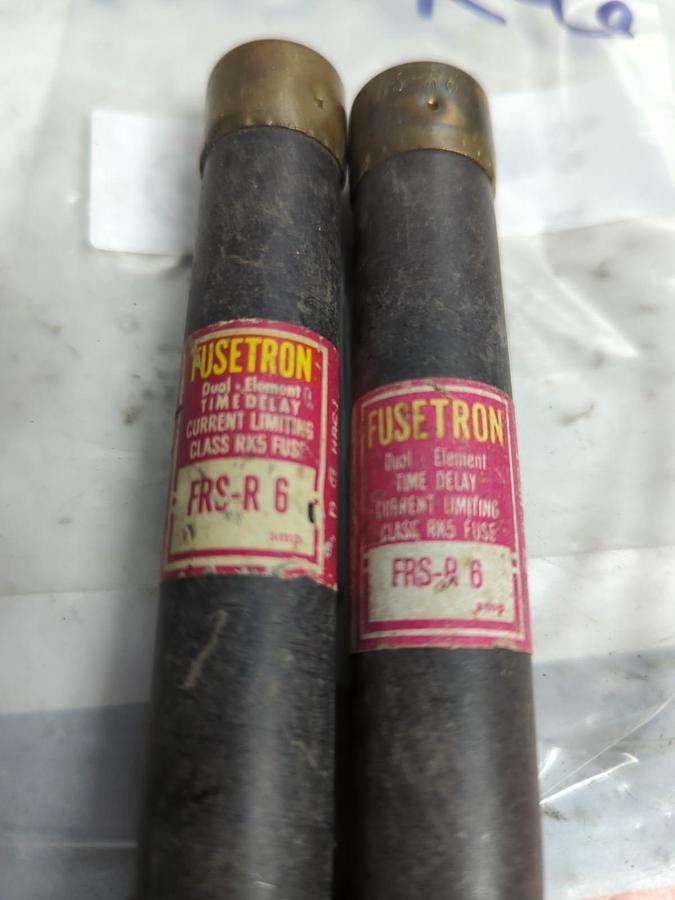 FUSETRON
Dual - Element
TIME DELAY
CURRENT LIMITING
CLASS RK5 FUSE
FRS-R 6
amp.
FUSETRON
Dual - Element
TIME DELAY
CURRENT LIMITING
CLASS RK5 FUSE
FRS-R 6
amp.